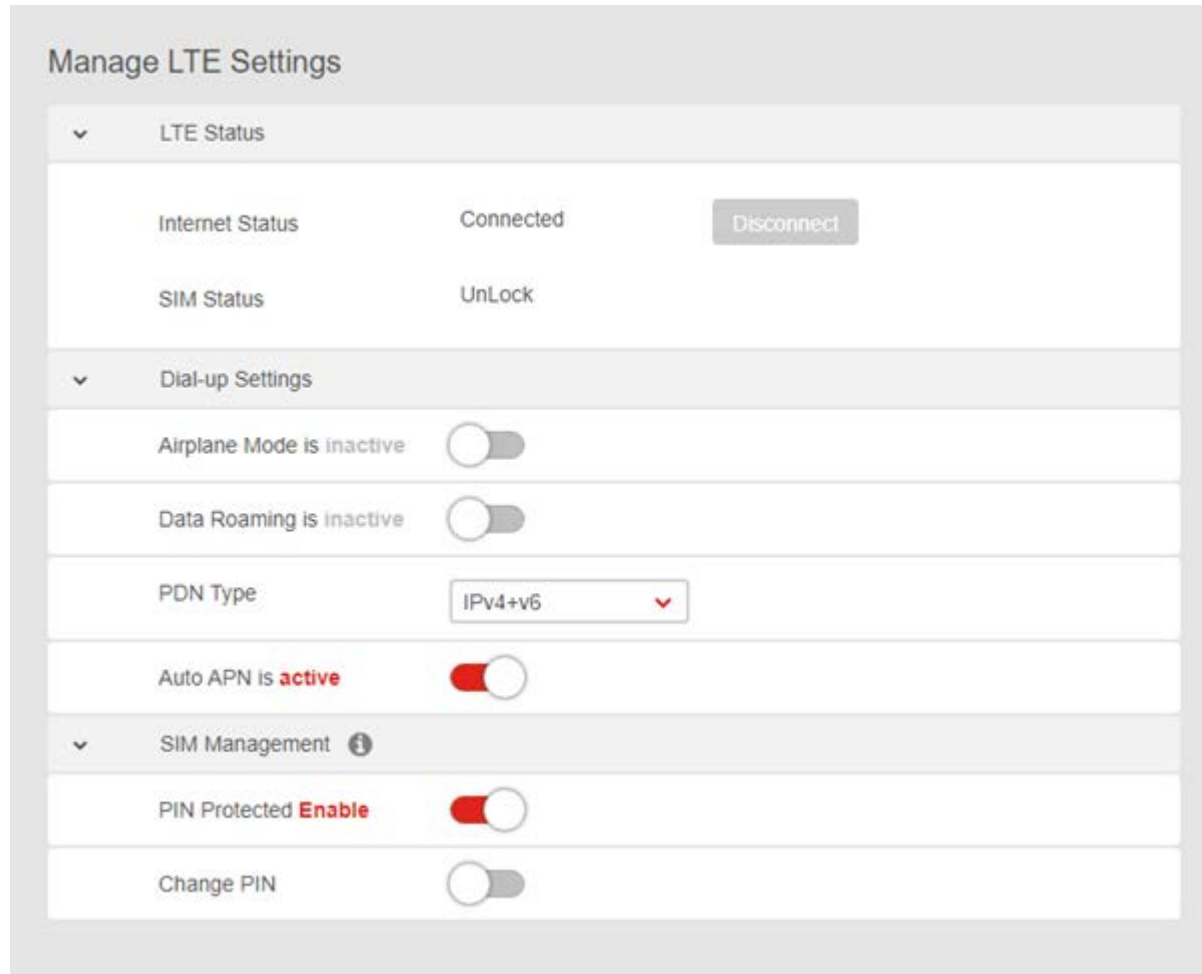 Manage LTE Settings
LTE Status
Internet Status Connected Disconnect
SIM Status UnLock
Dial-up Settings
Airplane Mode is inactive
Data Roaming is inactive
PDN Type IPv4+v6
Auto APN is active
SIM Management
PIN Protected Enable
Change PIN